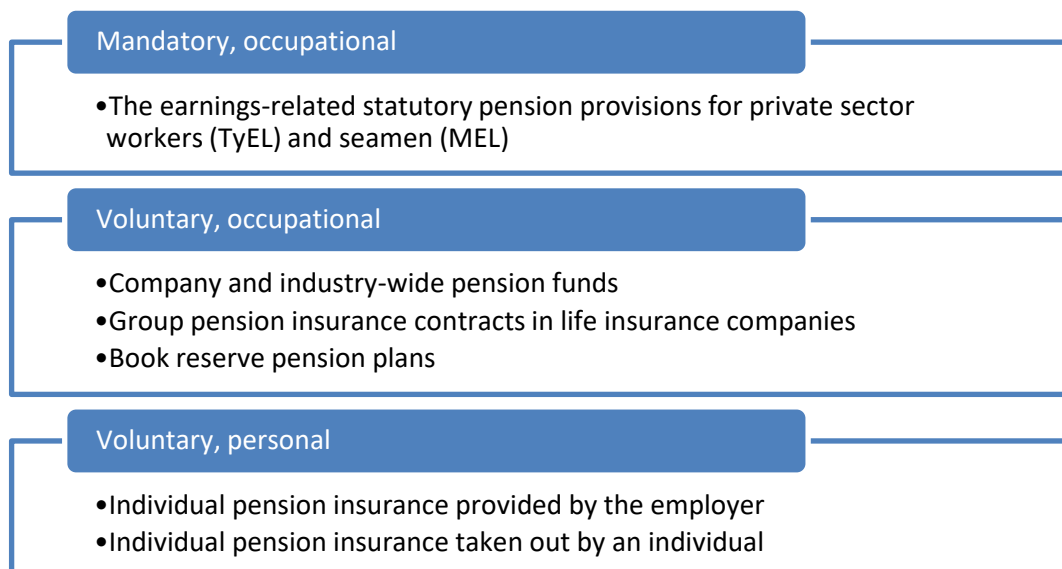 Mandatory, occupational
•The earnings-related statutory pension provisions for private sector
workers (TyEL) and seamen (MEL)
Voluntary, occupational
•Company and industry-wide pension funds
•Group pension insurance contracts in life insurance companies
•Book reserve pension plans
Voluntary, personal
•Individual pension insurance provided by the employer
•Individual pension insurance taken out by an individual